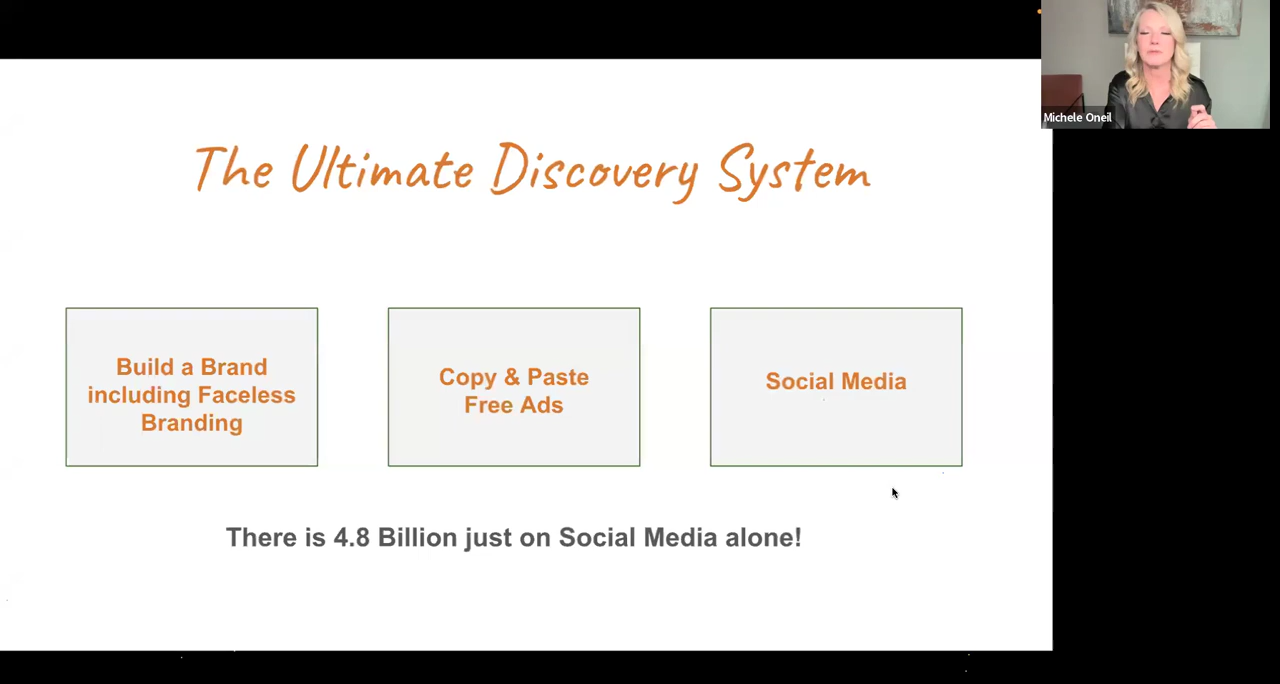 Michele Oneil
The Ultimate Discovery System
Build a Brand
including Faceless
Branding
Copy & Paste
Free Ads
Social Media
There is 4.8 Billion just on Social Media alone!